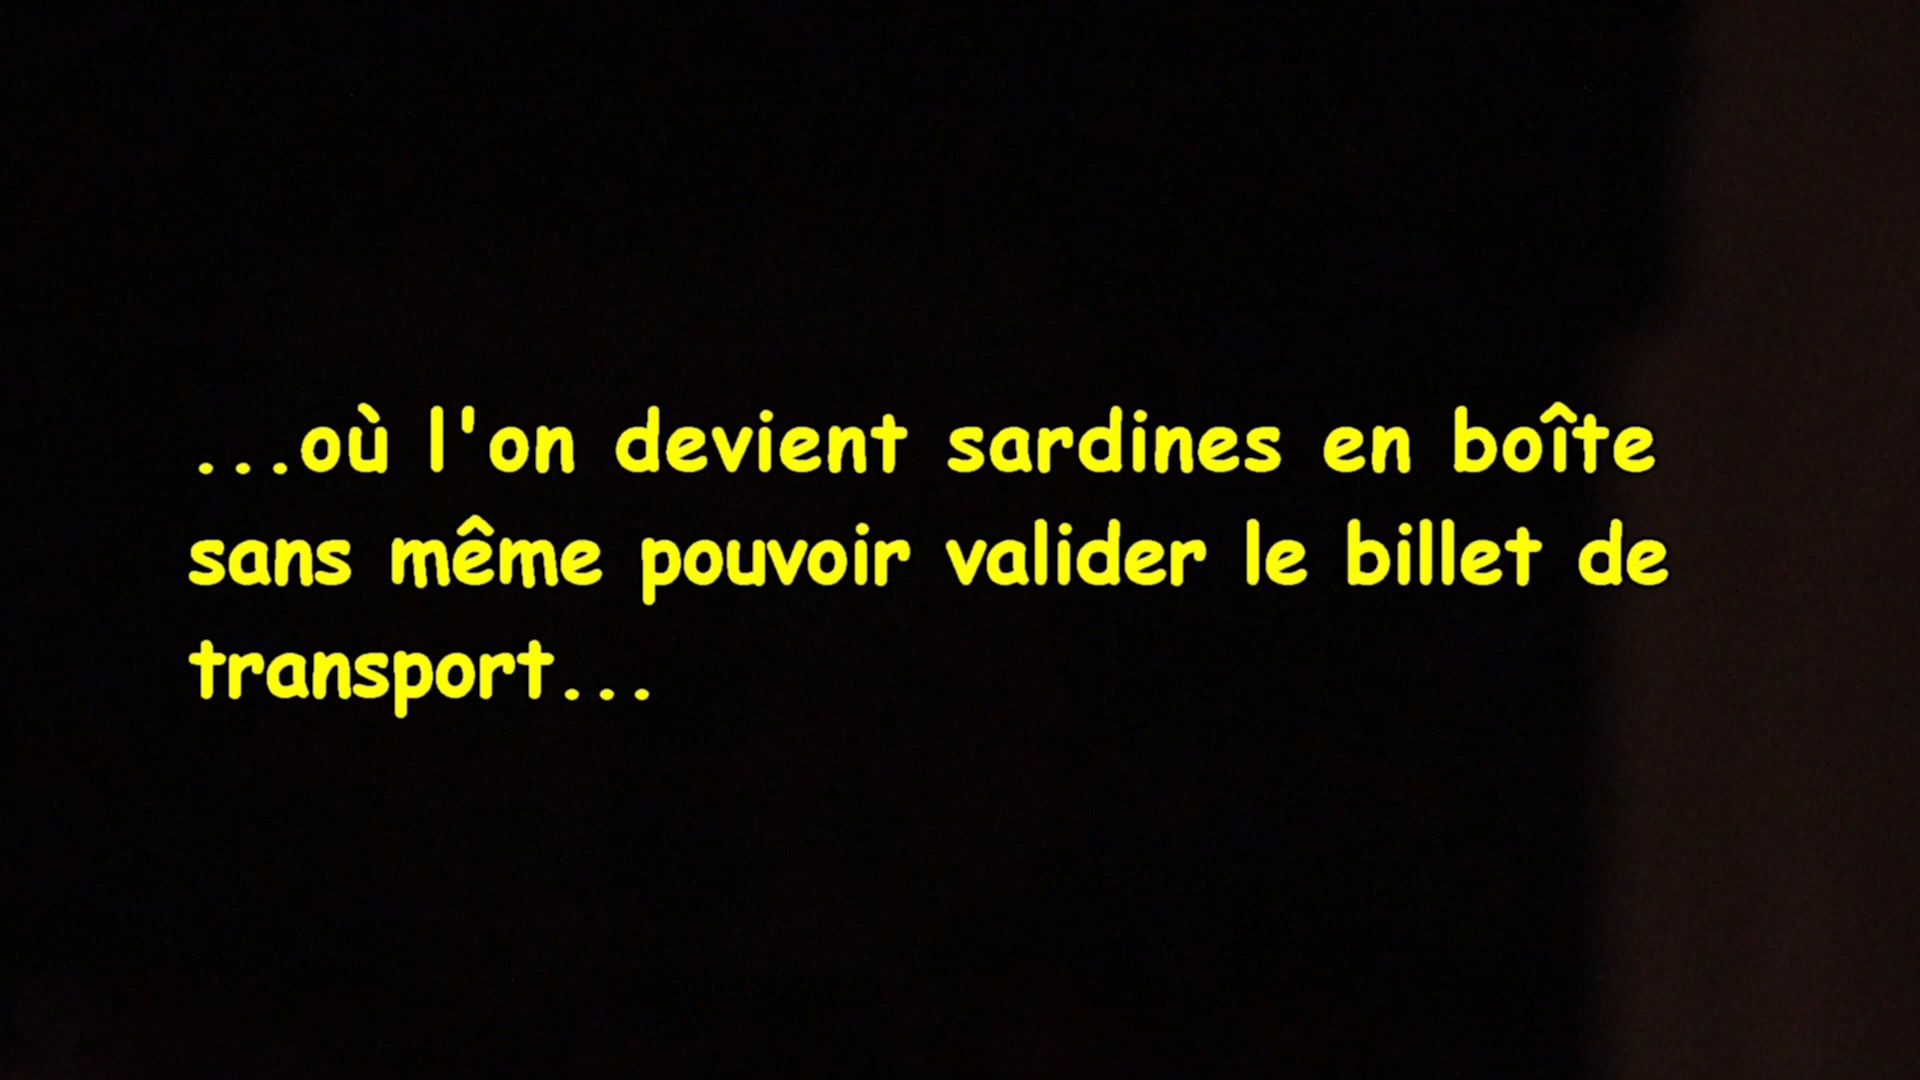 ...où l'on devient sardines en boîte
sans même pouvoir valider le billet de
transport...